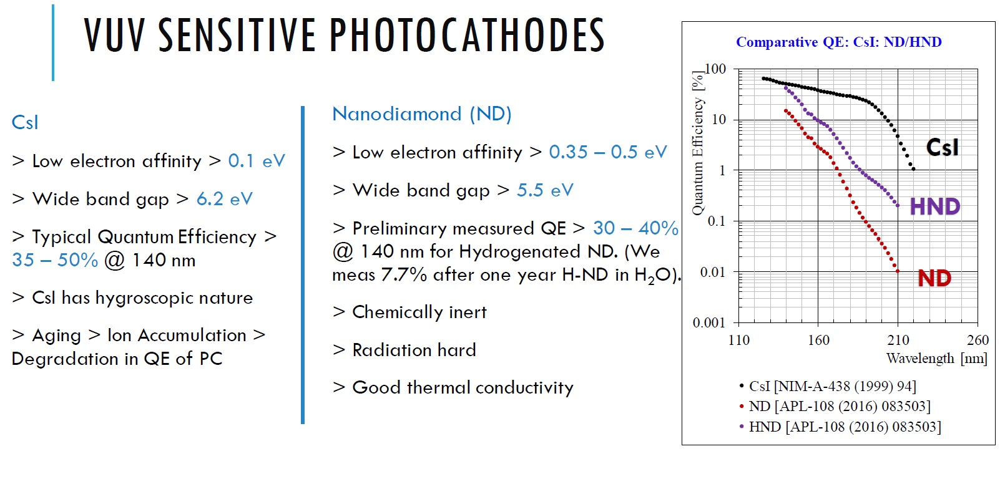 VUV SENSITIVE PHOTOCATHODES
CsI
> Low electron affinity > 0.1 eV
> Wide band gap > 6.2 eV
> Typical Quantum Efficiency >
35 – 50% @ 140 nm
> CsI has hygroscopic nature
> Aging > Ion Accumulation >
Degradation in QE of PC
Nanodiamond (ND)
> Low electron affinity > 0.35 – 0.5 eV
> Wide band gap > 5.5 eV
> Preliminary measured QE > 30 – 40%
@ 140 nm for Hydrogenated ND. (We
meas 7.7% after one year H-ND in H₂O).
> Chemically inert
> Radiation hard
> Good thermal conductivity
Comparative QE: CsI: ND/HND
Quantum Efficiency [%]
100
10
1
0.1
0.01
0.001
CsI
HND
ND
110 160 210 260
Wavelength [nm]
• CsI [NIM-A-438 (1999) 94]
• ND [APL-108 (2016) 083503]
• HND [APL-108 (2016) 083503]